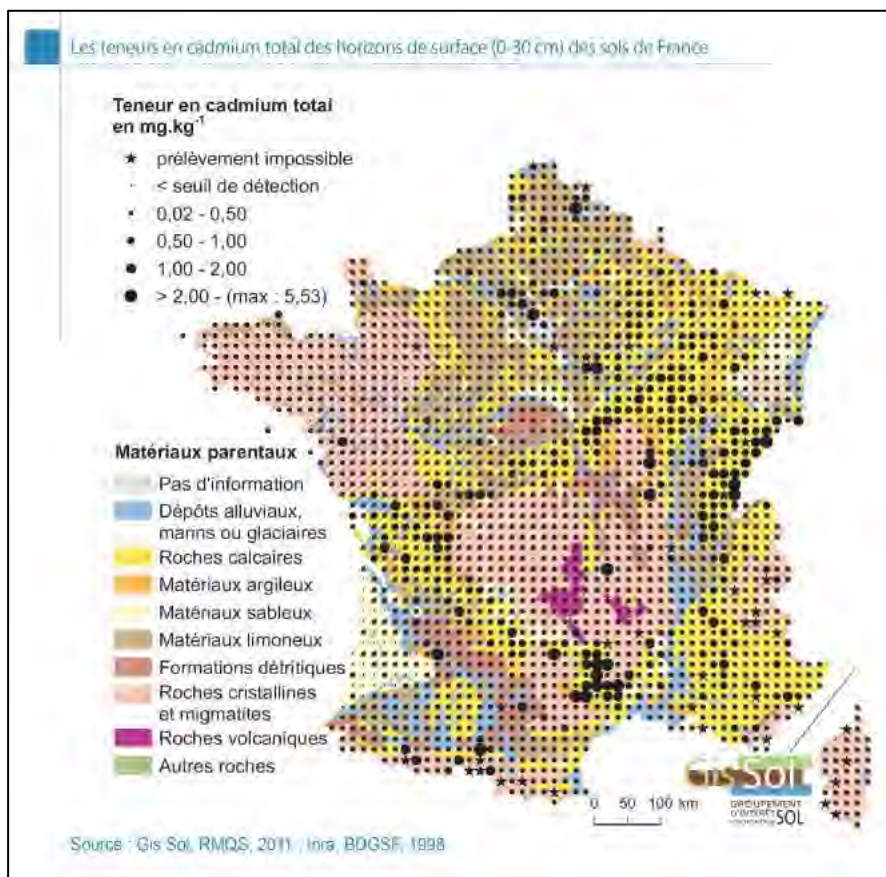 Les teneurs en cadmium total des horizons de surface (0-30 cm) des sols de France
Teneur en cadmium total
en mg.kg-1
prélèvement impossible
< seuil de détection
0,02 - 0,50
0,50 - 1,00
1,00 - 2,00
> 2,00 - (max : 5,53)
Matériaux parentaux
Pas d'information
Dépôts alluviaux,
marins ou glaciaires
Roches calcaires
Matériaux argileux
Matériaux sableux
Matériaux limoneux
Formations détritiques
Roches cristallines
et migmatites
Roches volcaniques
Autres roches
Gis Sol
0 50 100 km
GROUPEMENT
D'INTÉRÊT
SOL
Source : Gis Sol, RMQS, 2011 ; Inra, BDGSF, 1998